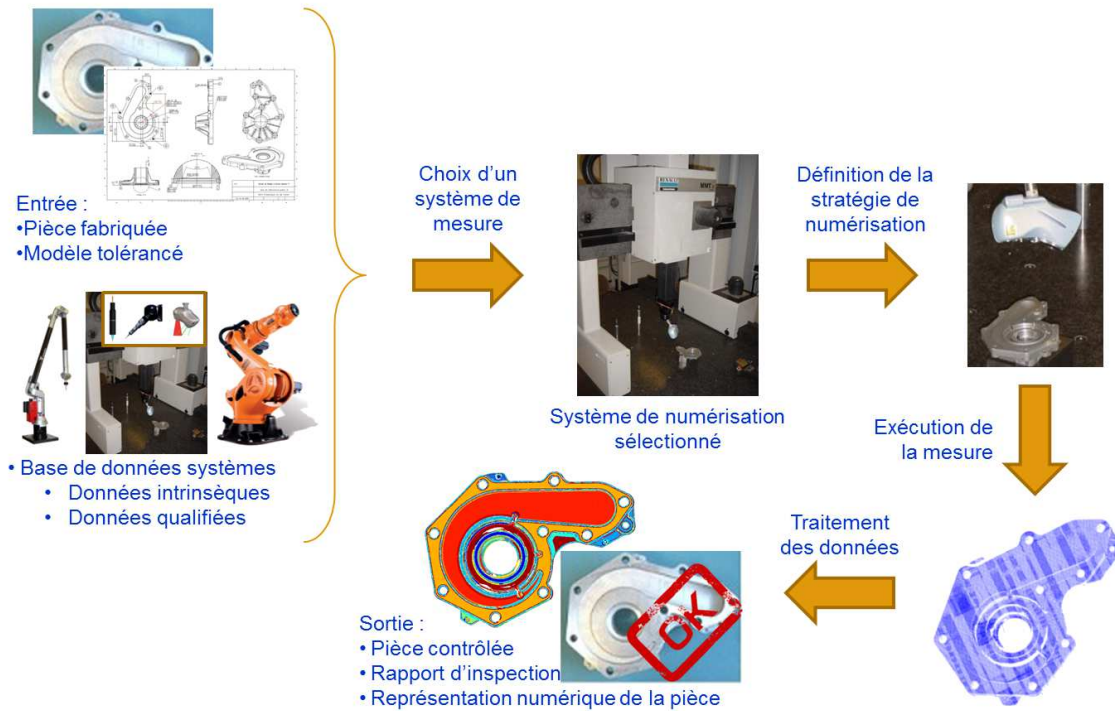 Entrée :
•Pièce fabriquée
•Modèle tolérancé
• Base de données systèmes
• Données intrinsèques
• Données qualifiées
Choix d’un
système de
mesure
Système de numérisation
sélectionné
Définition de la
stratégie de
numérisation
Exécution de
la mesure
Traitement
des données
Sortie :
• Pièce contrôlée
• Rapport d’inspection
• Représentation numérique de la pièce
OK